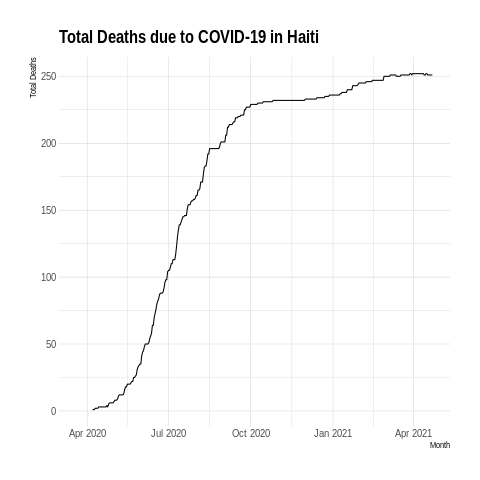 Total Deaths due to COVID-19 in Haiti
Total Deaths
250
200
150
100
50
0
Apr 2020 Jul 2020 Oct 2020 Jan 2021 Apr 2021
Month